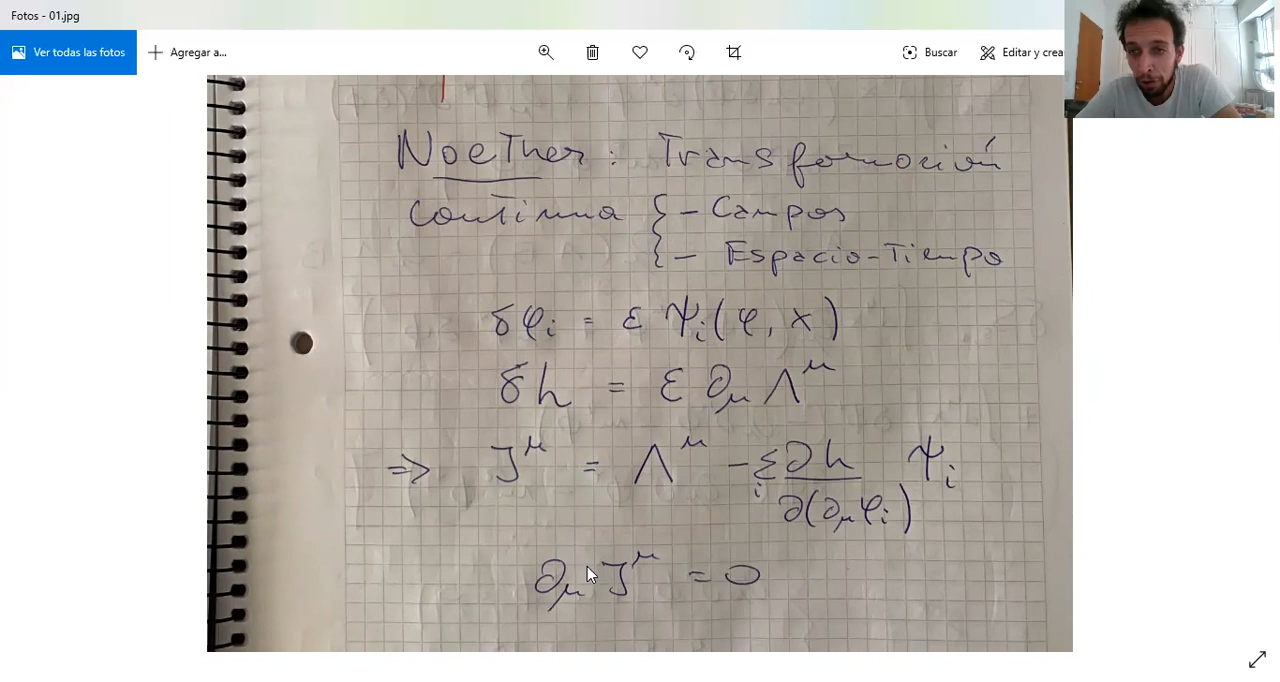 Fotos - 01.jpg
Ver todas las fotos
Agregar a...
Buscar
Editar y crea
Noether: Transformación
continua { - Campos
{ - Espacio-Tiempo
δφi = ε Ψi(φ, x)
δh = ε ∂μ Λ^μ
=> J^μ = Λ^μ - Σi ∂h / ∂(∂μφi) Ψi
∂μ J^μ = 0